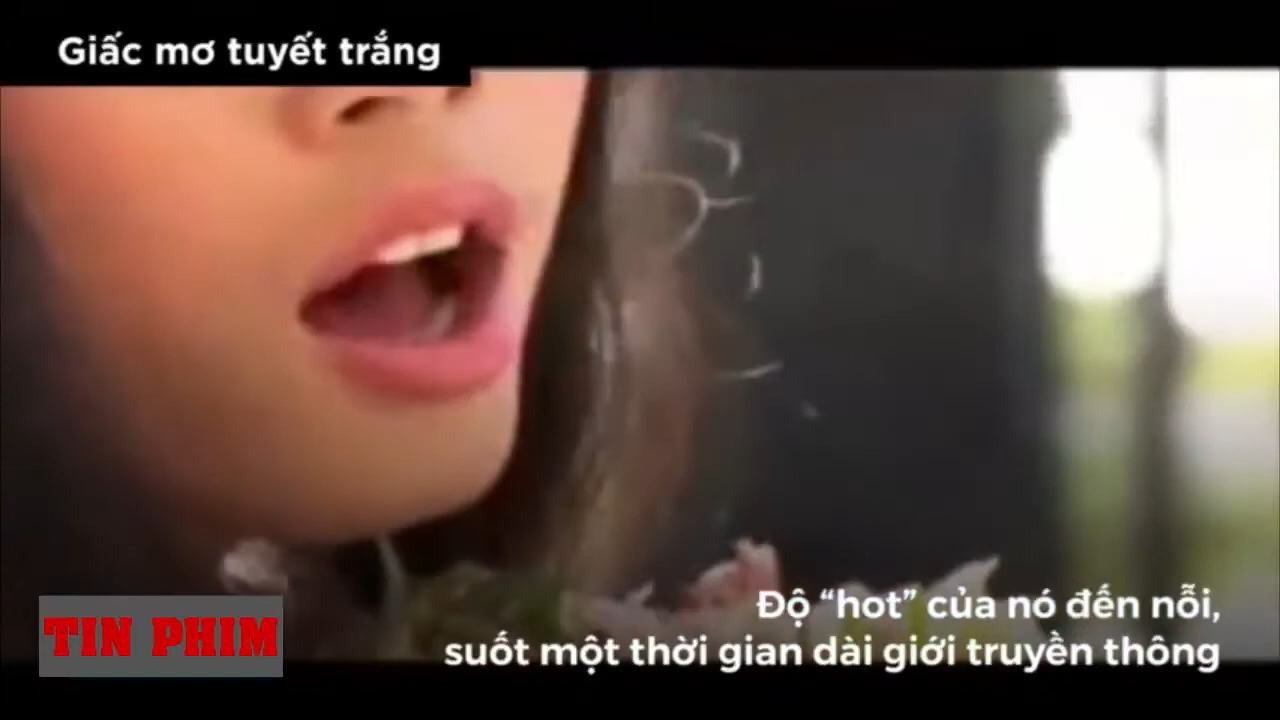 Giấc mơ tuyết trắng
Độ “hot” của nó đến nỗi,
suốt một thời gian dài giới truyền thông
TIN PHIM